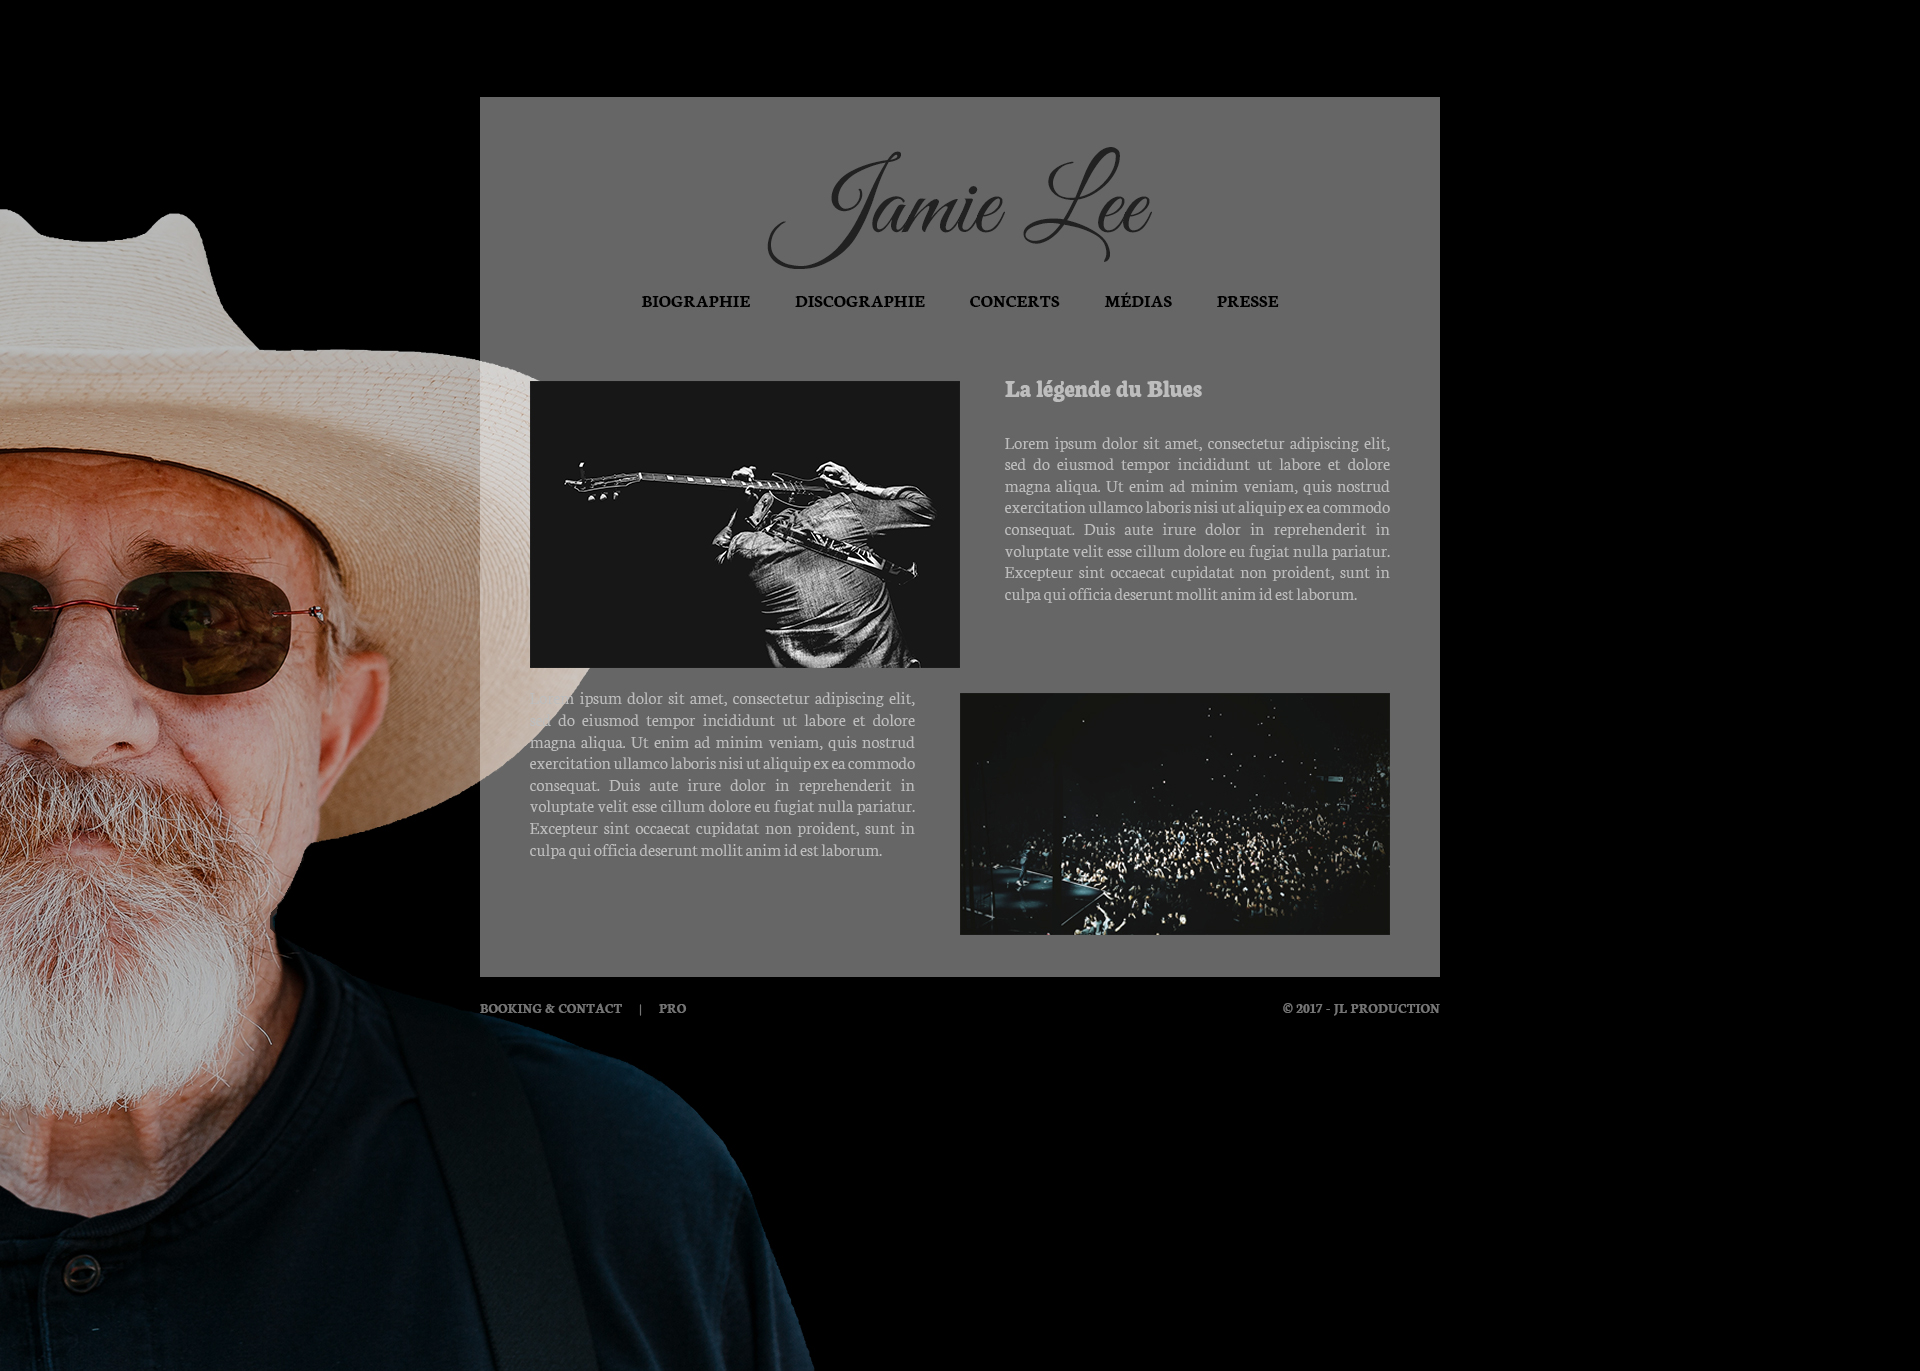 Jamie Lee
BIOGRAPHIE DISCOGRAPHIE CONCERTS MÉDIAS PRESSE
La légende du Blues
Lorem ipsum dolor sit amet, consectetur adipiscing elit,
sed do eiusmod tempor incididunt ut labore et dolore
magna aliqua. Ut enim ad minim veniam, quis nostrud
exercitation ullamco laboris nisi ut aliquip ex ea commodo
consequat. Duis aute irure dolor in reprehenderit in
voluptate velit esse cillum dolore eu fugiat nulla pariatur.
Excepteur sint occaecat cupidatat non proident, sunt in
culpa qui officia deserunt mollit anim id est laborum.
ipsum dolor sit amet, consectetur adipiscing elit,
do eiusmod tempor incididunt ut labore et dolore
magna aliqua. Ut enim ad minim veniam, quis nostrud
exercitation ullamco laboris nisi ut aliquip ex ea commodo
consequat. Duis aute irure dolor in reprehenderit in
voluptate velit esse cillum dolore eu fugiat nulla pariatur.
Excepteur sint occaecat cupidatat non proident, sunt in
culpa qui officia deserunt mollit anim id est laborum.
BOOKING & CONTACT | PRO
© 2017 - JL PRODUCTION